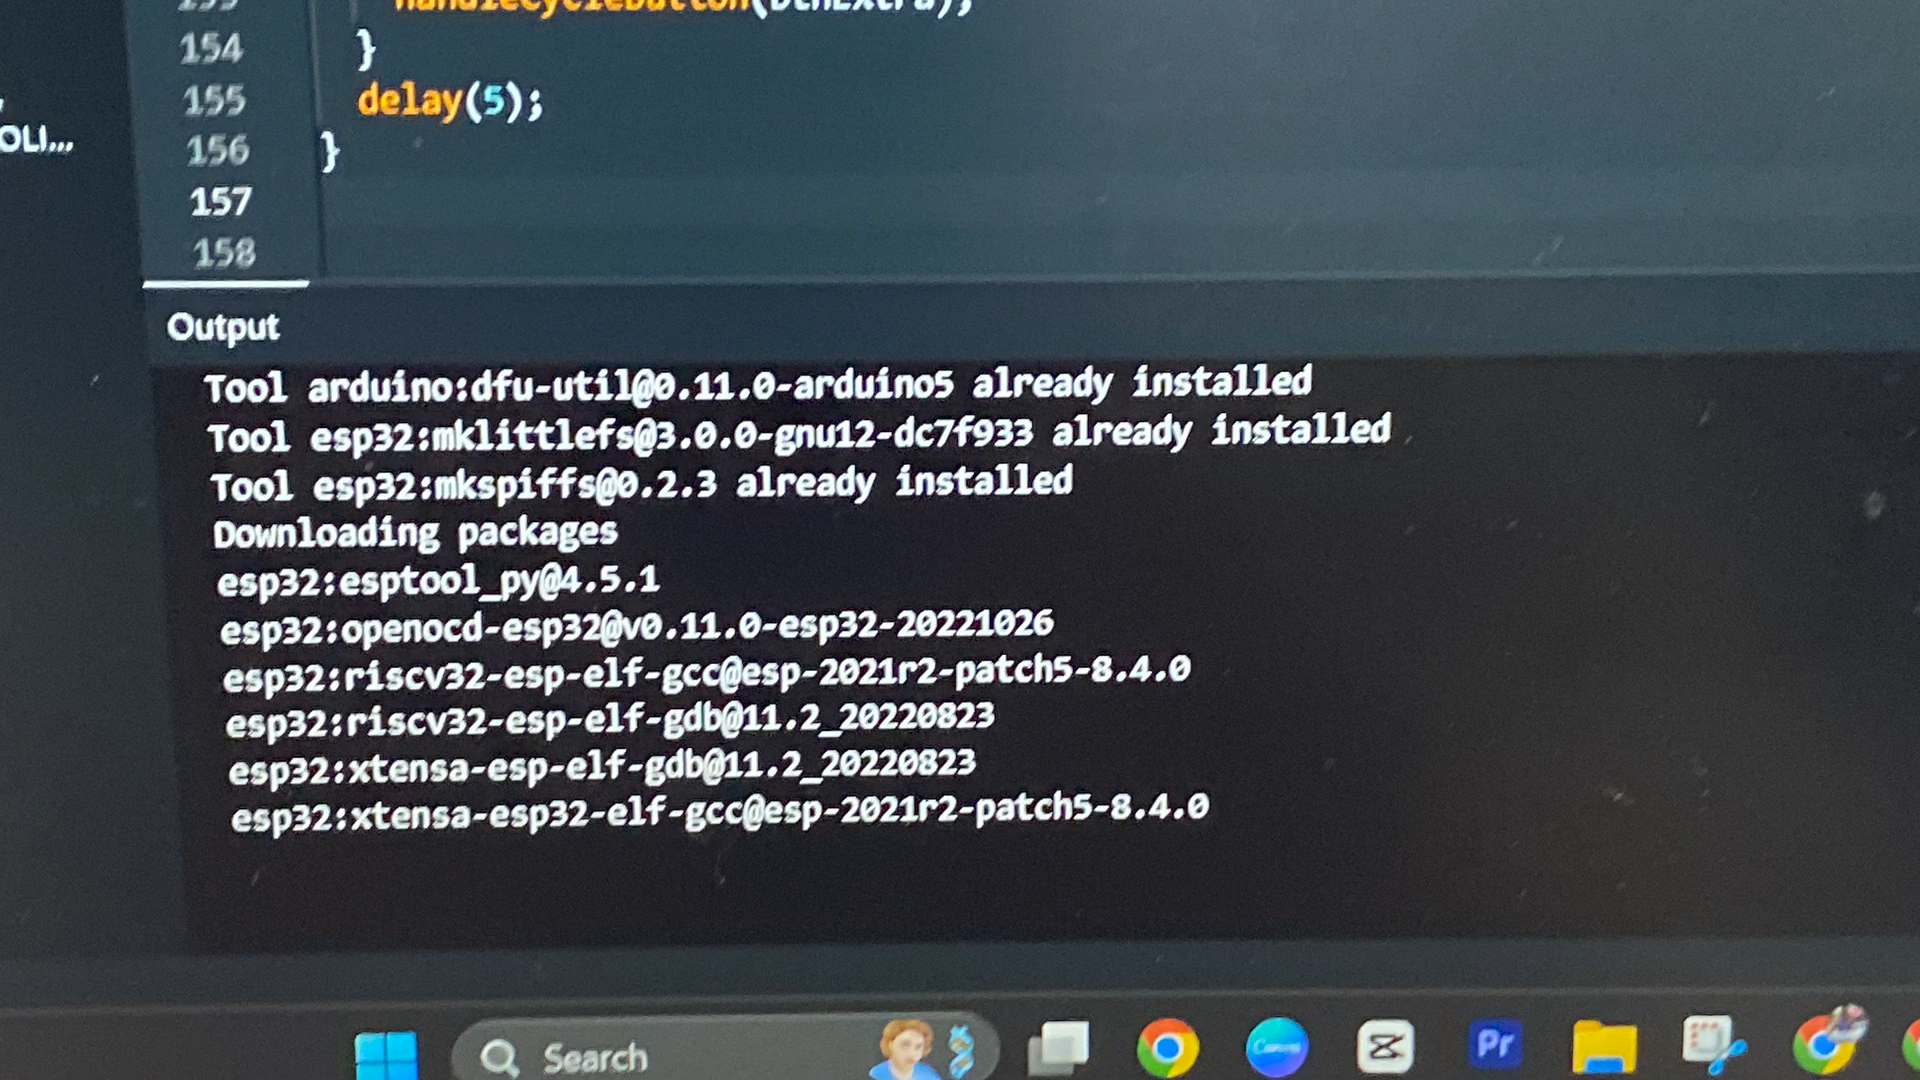 OLI...
154 }
155 delay(5);
156 }
157
158
Output
Tool arduino:dfu-util@0.11.0-arduino5 already installed
Tool esp32:mklittlefs@3.0.0-gnu12-dc7f933 already installed
Tool esp32:mkspiffs@0.2.3 already installed
Downloading packages
esp32:esptool_py@4.5.1
esp32:openocd-esp32@v0.11.0-esp32-20221026
esp32:riscv32-esp-elf-gcc@esp-2021r2-patch5-8.4.0
esp32:riscv32-esp-elf-gdb@11.2_20220823
esp32:xtensa-esp-elf-gdb@11.2_20220823
esp32:xtensa-esp32-elf-gcc@esp-2021r2-patch5-8.4.0
Search
Canva
Pr